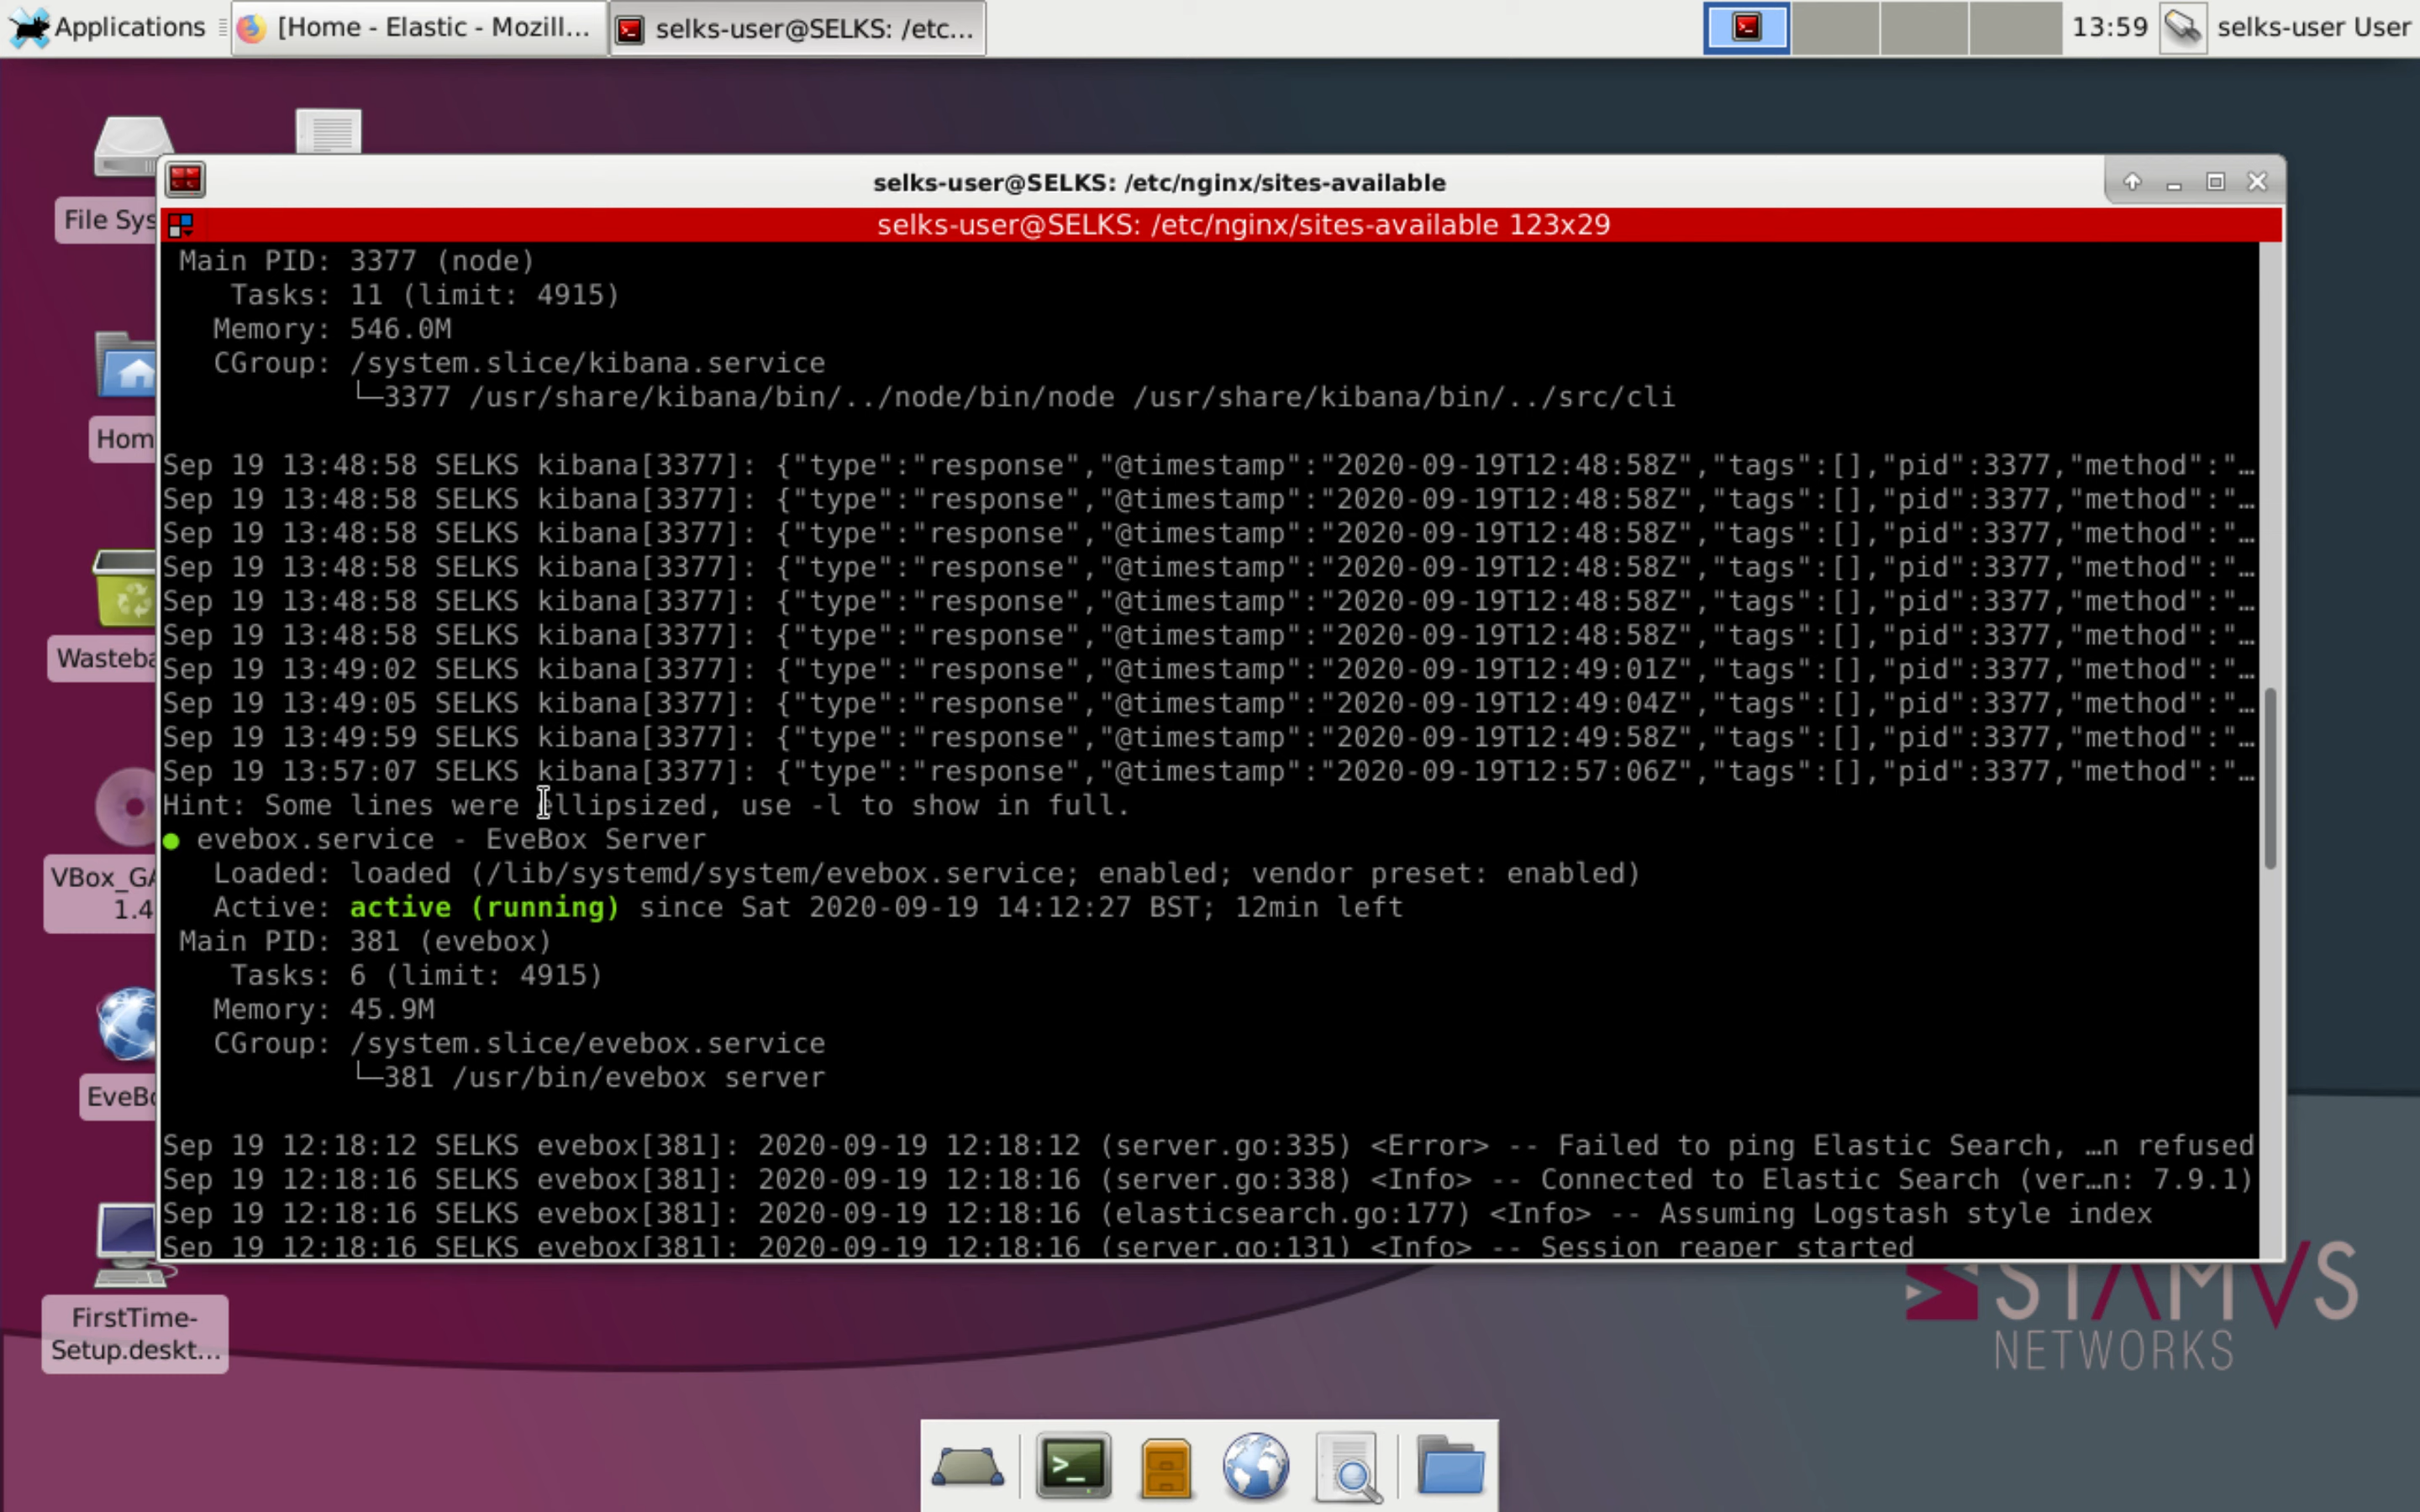 Applications
[Home - Elastic - Mozill...
selks-user@SELKS: /etc...
13:59
selks-user User
selks-user@SELKS: /etc/nginx/sites-available
selks-user@SELKS: /etc/nginx/sites-available 123x29
Main PID: 3377 (node)
Tasks: 11 (limit: 4915)
Memory: 546.0M
CGroup: /system.slice/kibana.service
└─3377 /usr/share/kibana/bin/../node/bin/node /usr/share/kibana/bin/../src/cli
Sep 19 13:48:58 SELKS kibana[3377]: {"type":"response","@timestamp":"2020-09-19T12:48:58Z","tags":[],"pid":3377,"method":"…
Sep 19 13:48:58 SELKS kibana[3377]: {"type":"response","@timestamp":"2020-09-19T12:48:58Z","tags":[],"pid":3377,"method":"…
Sep 19 13:48:58 SELKS kibana[3377]: {"type":"response","@timestamp":"2020-09-19T12:48:58Z","tags":[],"pid":3377,"method":"…
Sep 19 13:48:58 SELKS kibana[3377]: {"type":"response","@timestamp":"2020-09-19T12:48:58Z","tags":[],"pid":3377,"method":"…
Sep 19 13:48:58 SELKS kibana[3377]: {"type":"response","@timestamp":"2020-09-19T12:48:58Z","tags":[],"pid":3377,"method":"…
Sep 19 13:48:58 SELKS kibana[3377]: {"type":"response","@timestamp":"2020-09-19T12:48:58Z","tags":[],"pid":3377,"method":"…
Sep 19 13:49:02 SELKS kibana[3377]: {"type":"response","@timestamp":"2020-09-19T12:49:01Z","tags":[],"pid":3377,"method":"…
Sep 19 13:49:05 SELKS kibana[3377]: {"type":"response","@timestamp":"2020-09-19T12:49:04Z","tags":[],"pid":3377,"method":"…
Sep 19 13:49:59 SELKS kibana[3377]: {"type":"response","@timestamp":"2020-09-19T12:49:58Z","tags":[],"pid":3377,"method":"…
Sep 19 13:57:07 SELKS kibana[3377]: {"type":"response","@timestamp":"2020-09-19T12:57:06Z","tags":[],"pid":3377,"method":"…
Hint: Some lines were ellipsized, use -l to show in full.
● evebox.service - EveBox Server
Loaded: loaded (/lib/systemd/system/evebox.service; enabled; vendor preset: enabled)
Active: active (running) since Sat 2020-09-19 14:12:27 BST; 12min left
Main PID: 381 (evebox)
Tasks: 6 (limit: 4915)
Memory: 45.9M
CGroup: /system.slice/evebox.service
└─381 /usr/bin/evebox server
Sep 19 12:18:12 SELKS evebox[381]: 2020-09-19 12:18:12 (server.go:335) <Error> -- Failed to ping Elastic Search, …n refused
Sep 19 12:18:16 SELKS evebox[381]: 2020-09-19 12:18:16 (server.go:338) <Info> -- Connected to Elastic Search (ver…n: 7.9.1)
Sep 19 12:18:16 SELKS evebox[381]: 2020-09-19 12:18:16 (elasticsearch.go:177) <Info> -- Assuming Logstash style index
Sep 19 12:18:16 SELKS evebox[381]: 2020-09-19 12:18:16 (server.go:131) <Info> -- Session reaper started
File Sys
Hom
Wasteba
VBox_GA
1.4
EveBo
FirstTime-
Setup.deskt...
STAMVS
NETWORKS